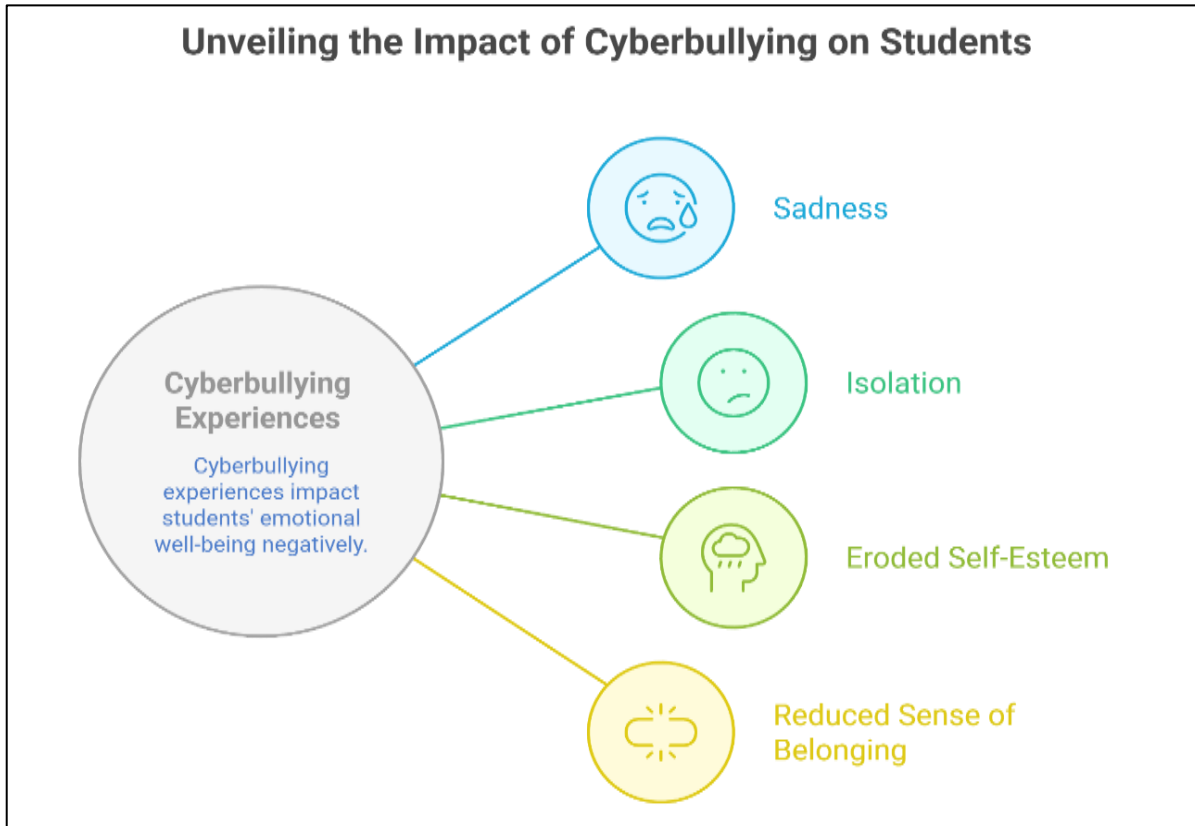 Unveiling the Impact of Cyberbullying on Students
Sadness
Cyberbullying
Experiences
Cyberbullying
experiences impact
students' emotional
well-being negatively.
Isolation
Eroded Self-Esteem
Reduced Sense of
Belonging